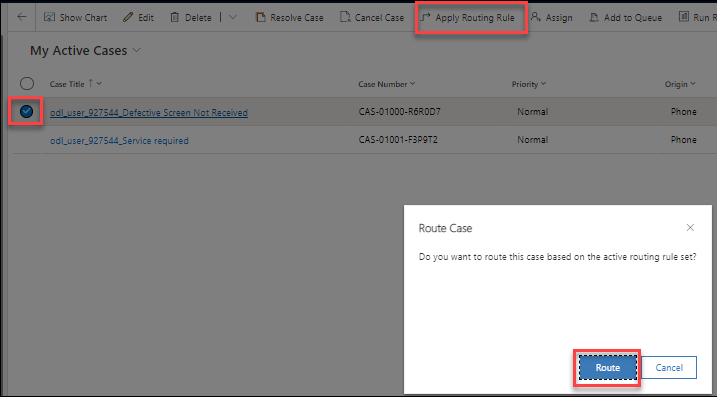 Show Chart Edit Delete Resolve Case Cancel Case Apply Routing Rule Assign Add to Queue Run R
My Active Cases
Case Title Case Number Priority Origin
odl_user_927544_Defective Screen Not Received CAS-01000-R6R0D7 Normal Phone
odl_user_927544_Service required CAS-01001-F3P9T2 Normal Phone
Route Case
Do you want to route this case based on the active routing rule set?
Route Cancel